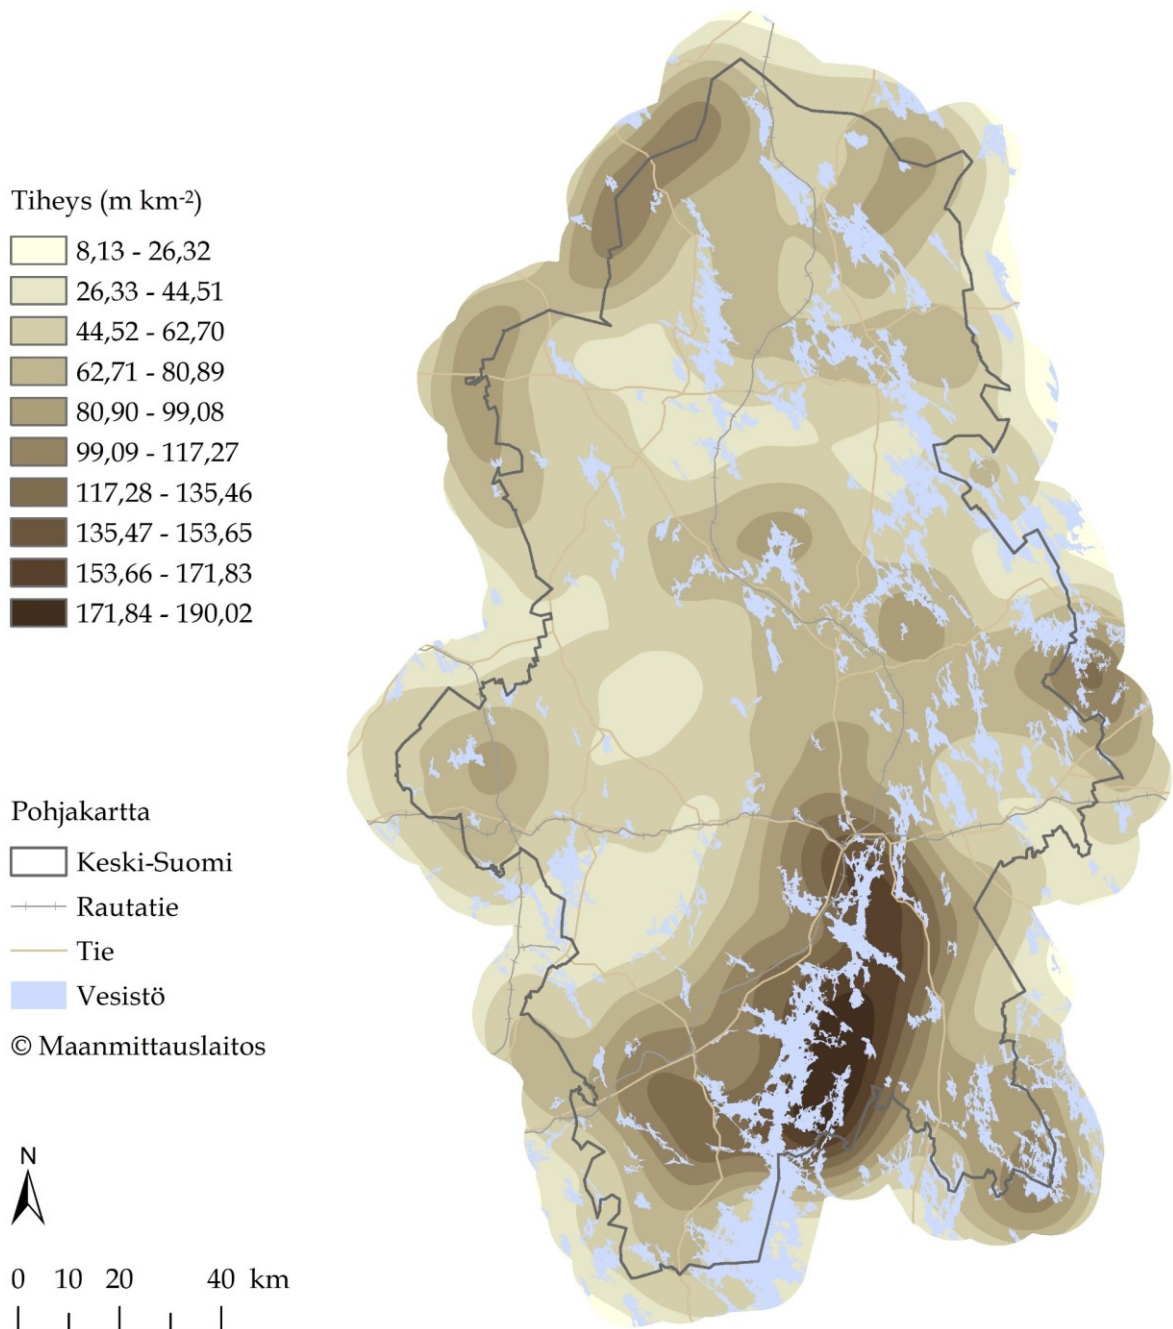 Tiheys (m km⁻²)
8,13 - 26,32
26,33 - 44,51
44,52 - 62,70
62,71 - 80,89
80,90 - 99,08
99,09 - 117,27
117,28 - 135,46
135,47 - 153,65
153,66 - 171,83
171,84 - 190,02
Pohjakartta
Keski-Suomi
Rautatie
Tie
Vesistö
© Maanmittauslaitos
N
0 10 20 40 km